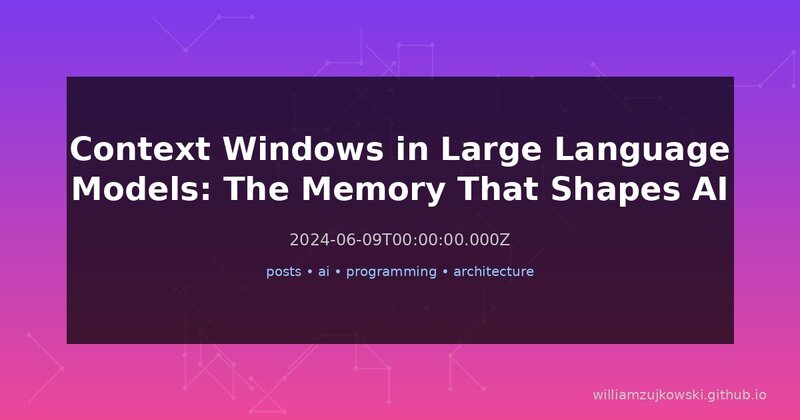 Context Windows in Large Language
Models: The Memory That Shapes AI
2024-06-09T00:00:00.000Z
posts • ai • programming • architecture
williamzujkowski.github.io